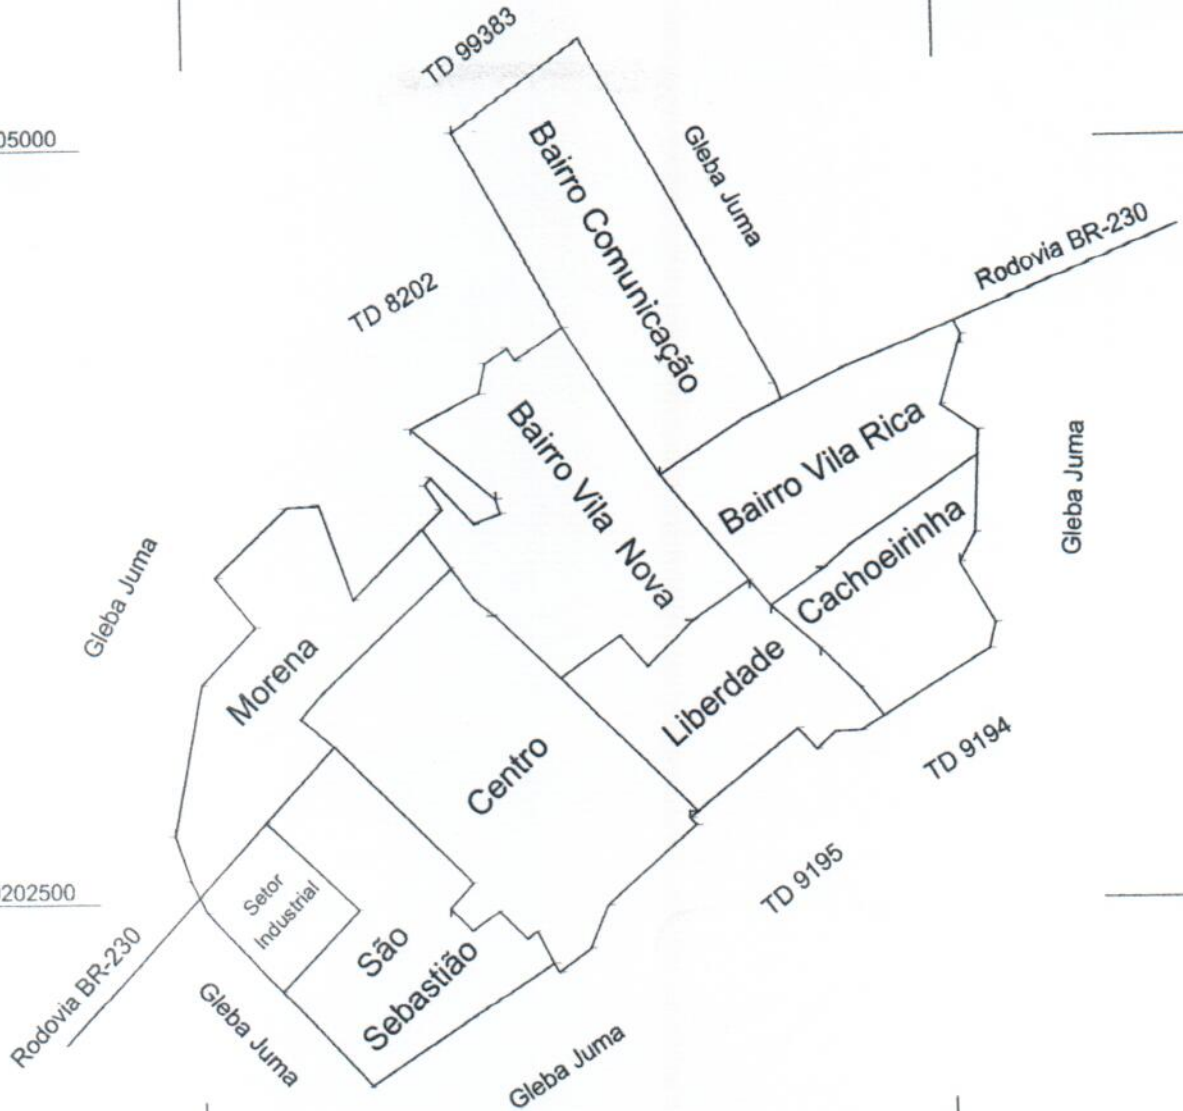 TD 99383
05000
Bairro Comunicação
Gleba Juma
Rodovia BR-230
TD 8202
Bairro Vila Nova
Bairro Vila Rica
Gleba Juma
Cachoeirinha
Gleba Juma
Morena
Liberdade
Centro
TD 9194
TD 9195
202500
Setor
Industrial
São
Sebastião
Rodovia BR-230
Gleba Juma
Gleba Juma